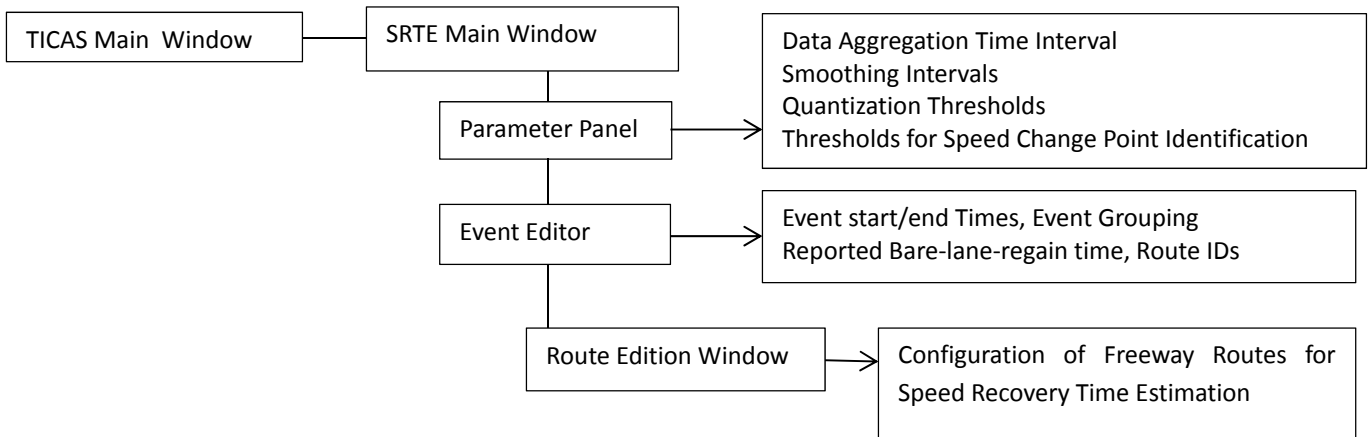 TICAS Main Window
SRTE Main Window
Data Aggregation Time Interval
Smoothing Intervals
Quantization Thresholds
Thresholds for Speed Change Point Identification
Parameter Panel
Event Editor
Event start/end Times, Event Grouping
Reported Bare-lane-regain time, Route IDs
Route Edition Window
Configuration of Freeway Routes for
Speed Recovery Time Estimation